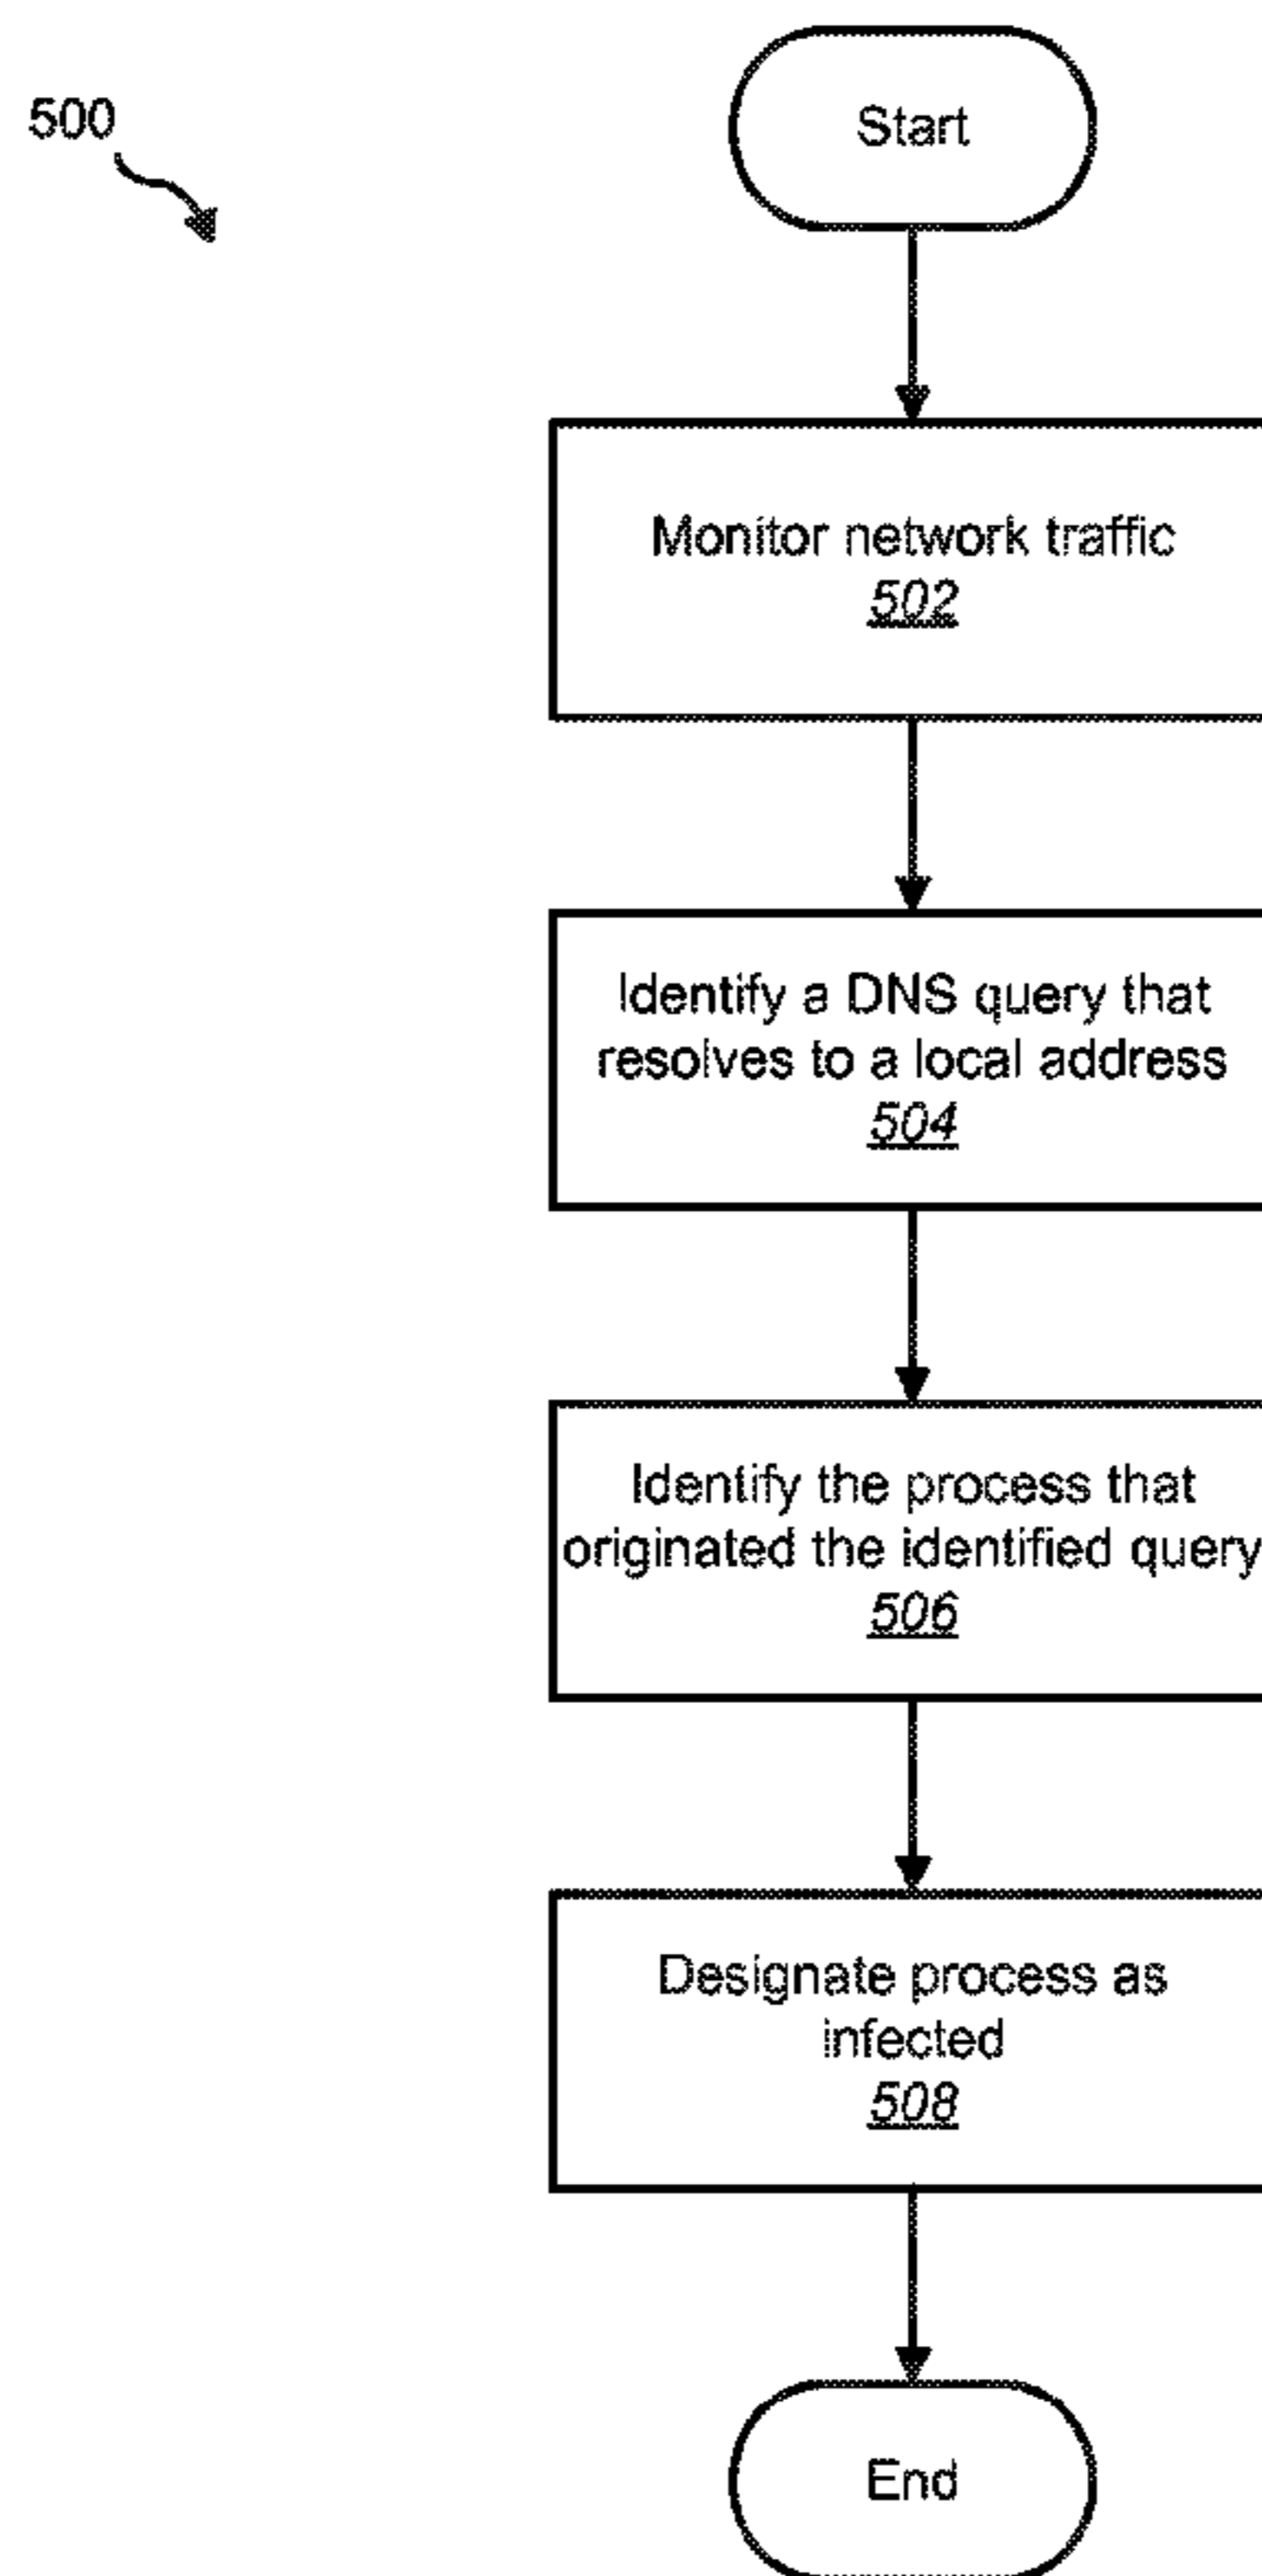 500
Start
Monitor network traffic
502
Identify a DNS query that
resolves to a local address
504
Identify the process that
originated the identified query
506
Designate process as
infected
508
End